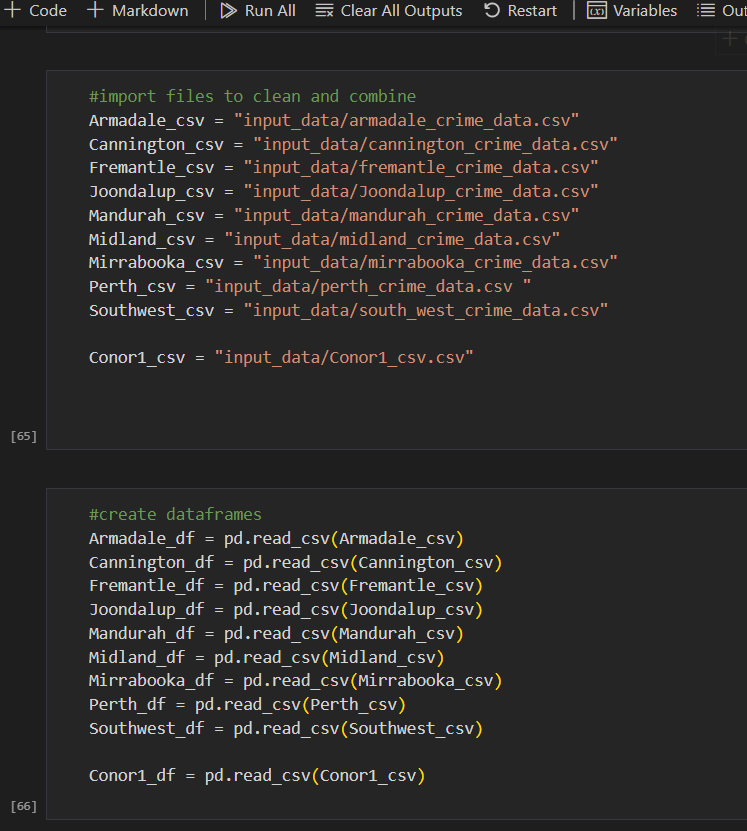 + Code + Markdown | Run All Clear All Outputs Restart | Variables Out
#import files to clean and combine
Armadale_csv = "input_data/armadale_crime_data.csv"
Cannington_csv = "input_data/cannington_crime_data.csv"
Fremantle_csv = "input_data/fremantle_crime_data.csv"
Joondalup_csv = "input_data/Joondalup_crime_data.csv"
Mandurah_csv = "input_data/mandurah_crime_data.csv"
Midland_csv = "input_data/midland_crime_data.csv"
Mirrabooka_csv = "input_data/mirrabooka_crime_data.csv"
Perth_csv = "input_data/perth_crime_data.csv "
Southwest_csv = "input_data/south_west_crime_data.csv"
Conor1_csv = "input_data/Conor1_csv.csv"
[65]
#create dataframes
Armadale_df = pd.read_csv(Armadale_csv)
Cannington_df = pd.read_csv(Cannington_csv)
Fremantle_df = pd.read_csv(Fremantle_csv)
Joondalup_df = pd.read_csv(Joondalup_csv)
Mandurah_df = pd.read_csv(Mandurah_csv)
Midland_df = pd.read_csv(Midland_csv)
Mirrabooka_df = pd.read_csv(Mirrabooka_csv)
Perth_df = pd.read_csv(Perth_csv)
Southwest_df = pd.read_csv(Southwest_csv)
Conor1_df = pd.read_csv(Conor1_csv)
[66]